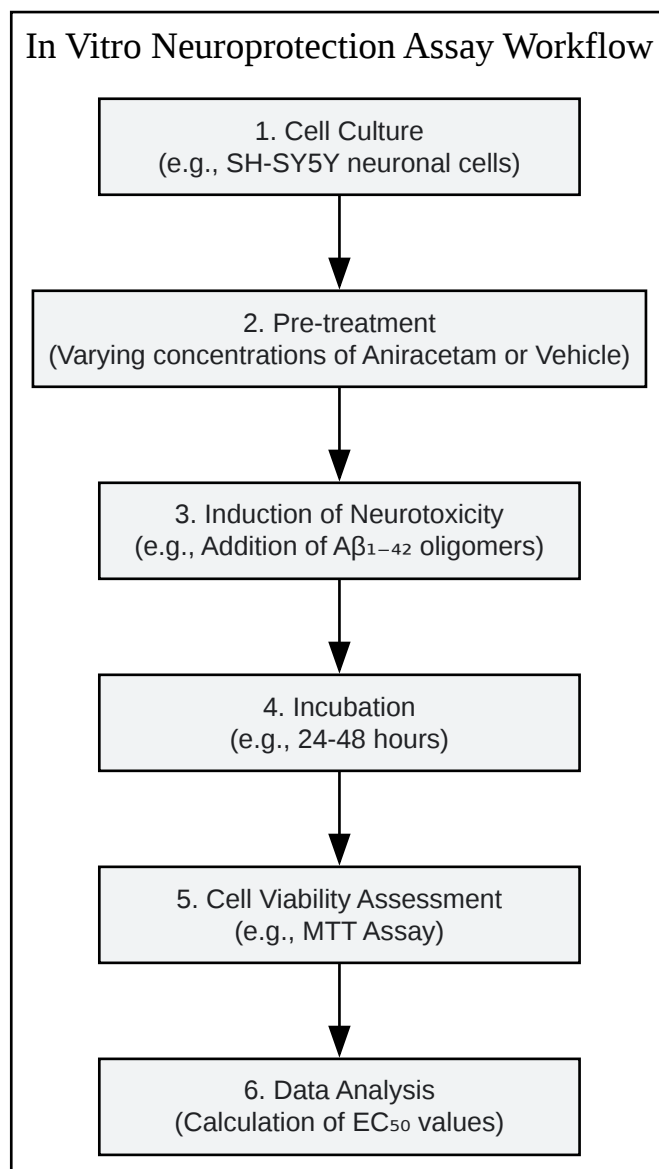 In Vitro Neuroprotection Assay Workflow
1. Cell Culture
(e.g., SH-SY5Y neuronal cells)
2. Pre-treatment
(Varying concentrations of Aniracetam or Vehicle)
3. Induction of Neurotoxicity
(e.g., Addition of Aβ₁₋₄₂ oligomers)
4. Incubation
(e.g., 24-48 hours)
5. Cell Viability Assessment
(e.g., MTT Assay)
6. Data Analysis
(Calculation of EC₅₀ values)